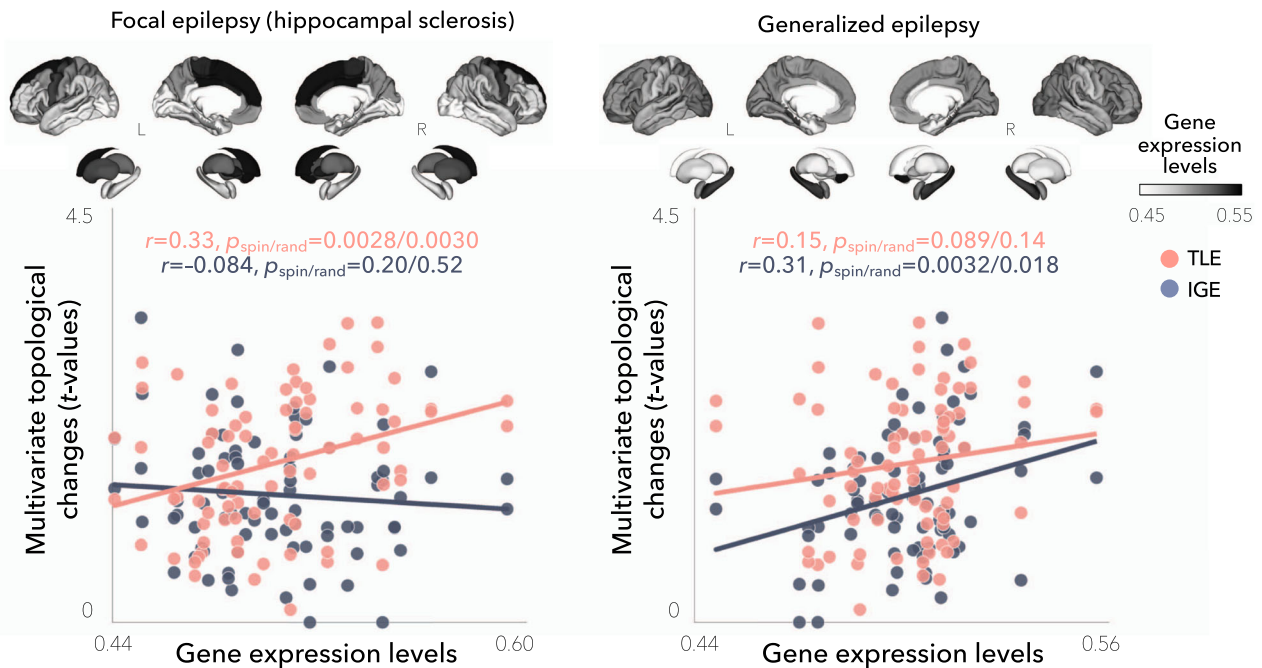 Focal epilepsy (hippocampal sclerosis)
Generalized epilepsy
L
R
L
R
Gene
expression
levels
0.45 0.55
TLE
IGE
4.5
r=0.33, pspin/rand=0.0028/0.0030
r=–0.084, pspin/rand=0.20/0.52
Multivariate topological
changes (t-values)
0
0.44
0.60
Gene expression levels
4.5
r=0.15, pspin/rand=0.089/0.14
r=0.31, pspin/rand=0.0032/0.018
Multivariate topological
changes (t-values)
0
0.44
0.56
Gene expression levels